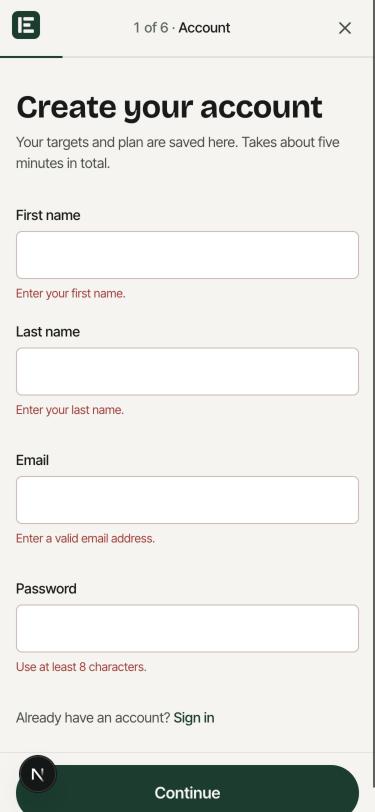 E
1 of 6 · Account
Create your account
Your targets and plan are saved here. Takes about five
minutes in total.
First name
Enter your first name.
Last name
Enter your last name.
Email
Enter a valid email address.
Password
Use at least 8 characters.
Already have an account? Sign in
N
Continue